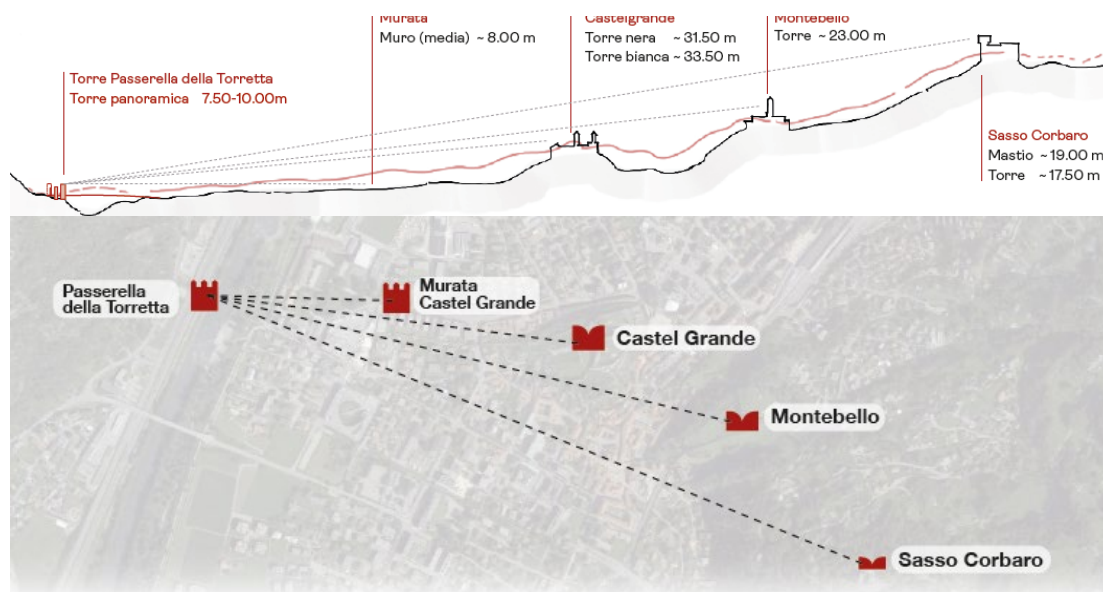 Murata
Muro (media) ~ 8.00 m
Castelgrande
Torre nera ~ 31.50 m
Torre bianca ~ 33.50 m
Montebello
Torre ~ 23.00 m
Torre Passerella della Torretta
Torre panoramica 7.50-10.00m
Sasso Corbaro
Mastio ~19.00 m
Torre ~ 17.50 m
Passerella
della Torretta
Murata
Castel Grande
Castel Grande
Montebello
Sasso Corbaro